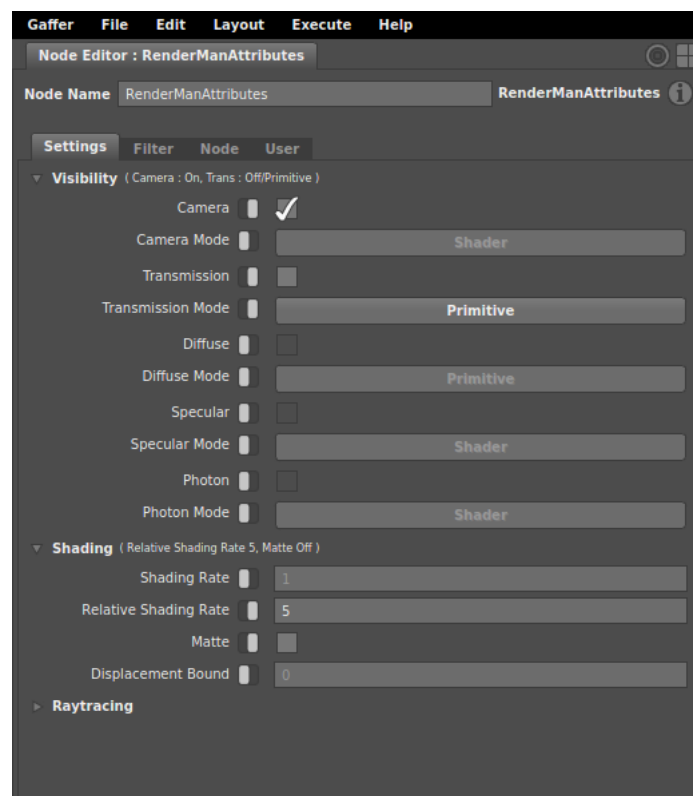 Gaffer File Edit Layout Execute Help
Node Editor : RenderManAttributes
Node Name RenderManAttributes RenderManAttributes
Settings Filter Node User
Visibility ( Camera : On, Trans : Off/Primitive )
Camera
Camera Mode Shader
Transmission
Transmission Mode Primitive
Diffuse
Diffuse Mode Primitive
Specular
Specular Mode Shader
Photon
Photon Mode Shader
Shading ( Relative Shading Rate 5, Matte Off )
Shading Rate 1
Relative Shading Rate 5
Matte
Displacement Bound 0
Raytracing